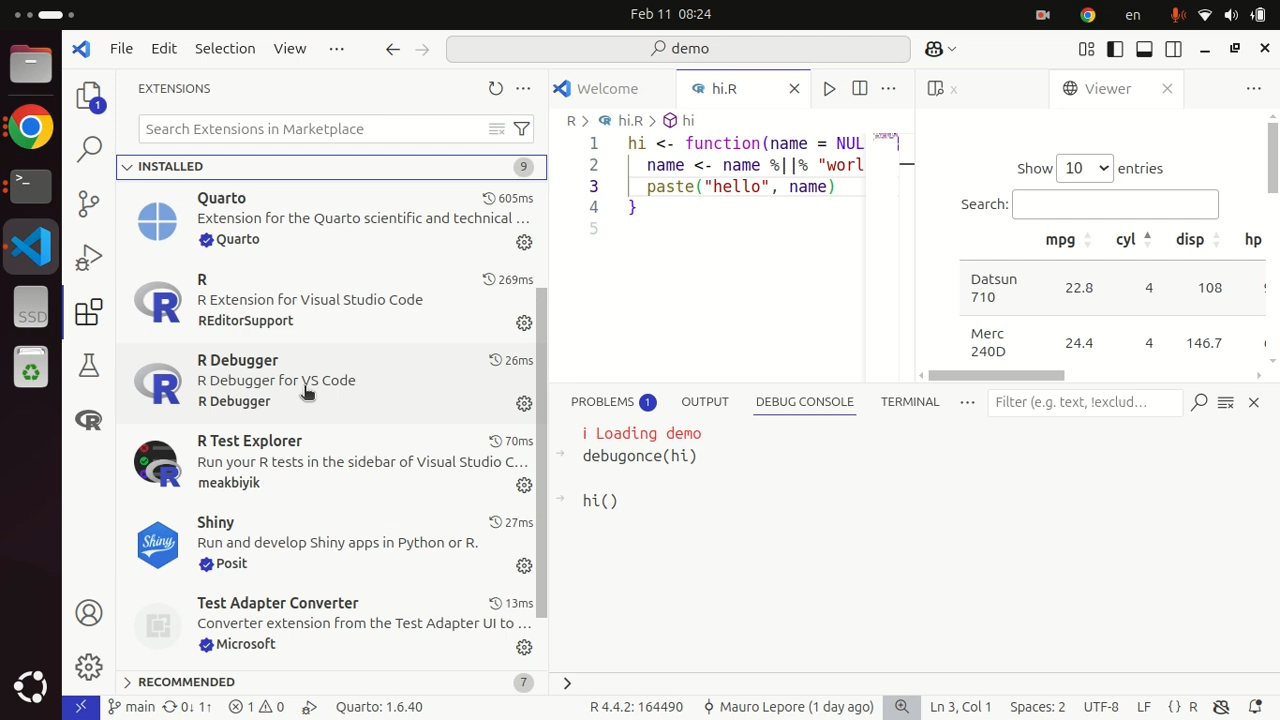 Feb 11 08:24
en
File Edit Selection View
demo
EXTENSIONS
Search Extensions in Marketplace
INSTALLED 9
Quarto 605ms
Extension for the Quarto scientific and technical ...
Quarto
R 269ms
R Extension for Visual Studio Code
REditorSupport
R Debugger 26ms
R Debugger for VS Code
R Debugger
R Test Explorer 70ms
Run your R tests in the sidebar of Visual Studio C...
meakbiyik
Shiny 27ms
Run and develop Shiny apps in Python or R.
Posit
Test Adapter Converter 13ms
Converter extension from the Test Adapter UI to ...
Microsoft
RECOMMENDED 7
1
SSD
Welcome hi.R
R > hi.R > hi
1 hi <- function(name = NUL
2 name <- name %||% "worl
3 paste("hello", name)
4 }
5
x Viewer
Show 10 entries
Search:
mpg cyl disp hp
Datsun 710 22.8 4 108
Merc 240D 24.4 4 146.7
PROBLEMS 1 OUTPUT DEBUG CONSOLE TERMINAL Filter (e.g. text, !exclud...
i Loading demo
debugonce(hi)
hi()
main 0↓ 1↑ 1 0 Quarto: 1.6.40 R 4.4.2: 164490 Mauro Lepore (1 day ago) Ln 3, Col 1 Spaces: 2 UTF-8 LF {} R